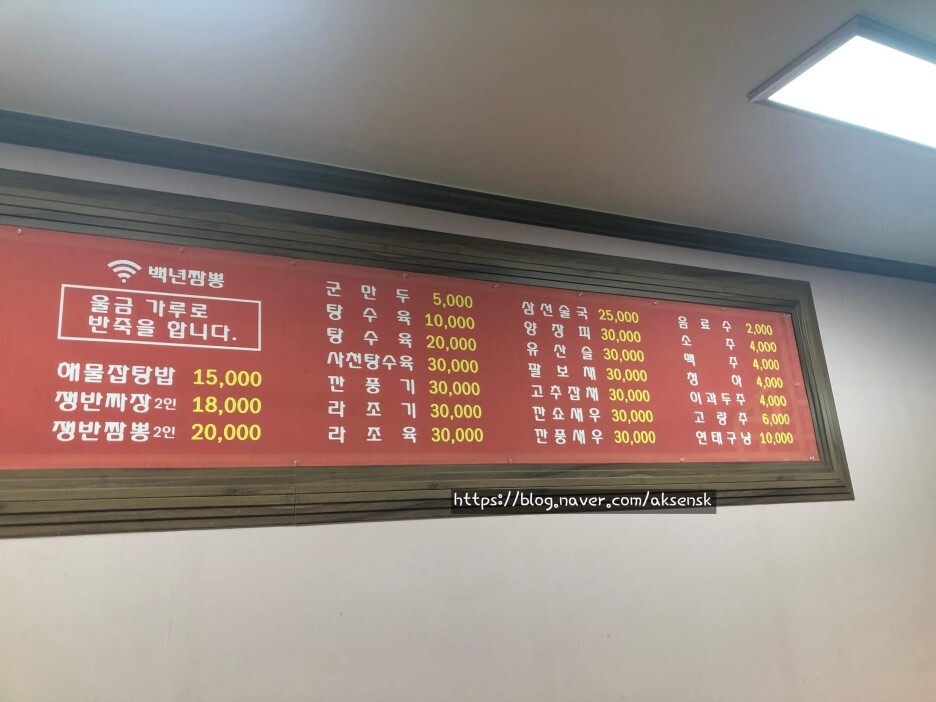 백년짬뽕
울금 가루로
반죽을 합니다.
해물잡탕밥 15,000
쟁반짜장2인 18,000
쟁반짬뽕2인 20,000
군만두 5,000
탕수육 10,000
탕수육 20,000
사천탕수육 30,000
깐풍기 30,000
라조기 30,000
라조육 30,000
삼선술국 25,000
양장피 30,000
유산슬 30,000
팔보채 30,000
고추잡채 30,000
깐쇼새우 30,000
깐풍새우 30,000
음료수 2,000
소주 4,000
맥주 4,000
청하 4,000
이과두주 4,000
고량주 6,000
연태구냥 10,000
https://blog.naver.com/aksensk